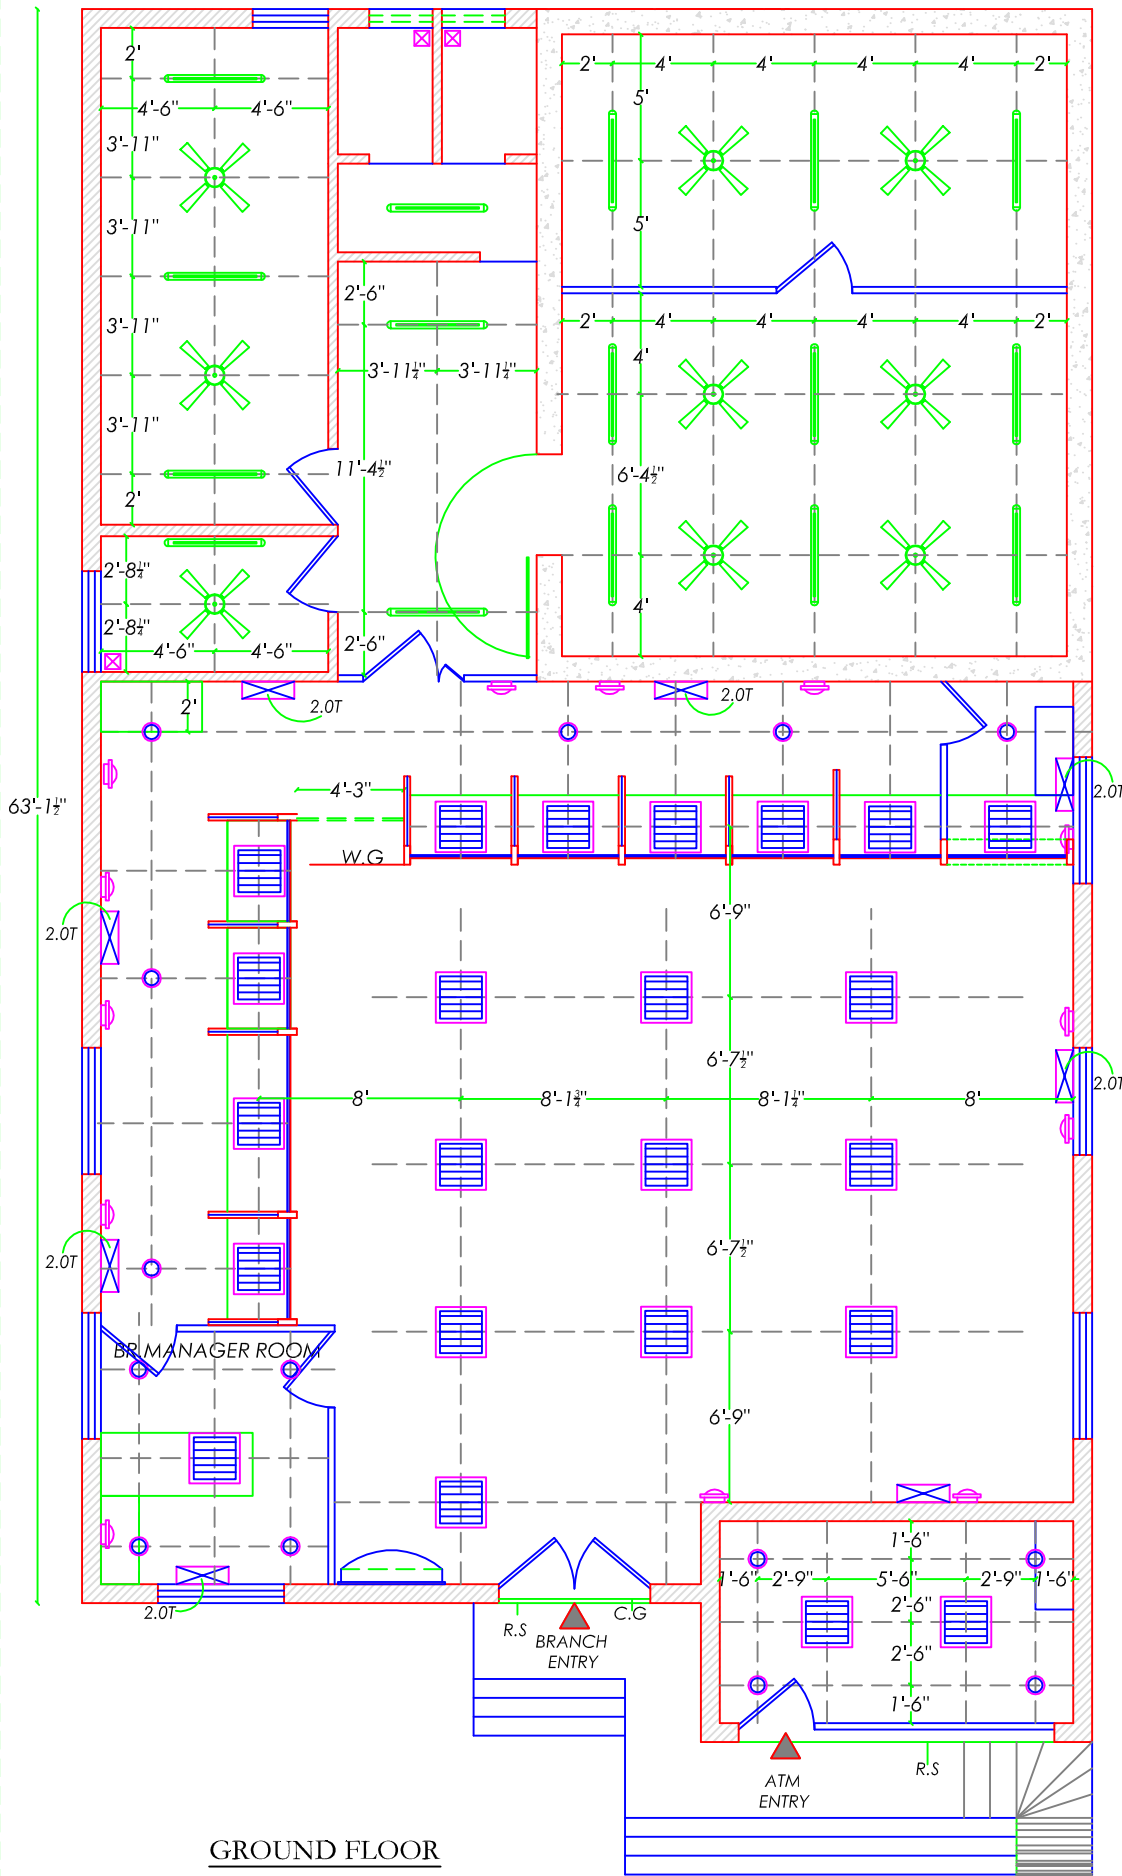 2'
4'-6" 4'-6"
3'-11"
3'-11"
3'-11"
3'-11"
2'
2' 4' 4' 4' 4' 2'
5'
5'
2' 4' 4' 4' 4' 2'
4'
6'-4½"
4'
2'-6"
3'-11¼" 3'-11¼"
11'-4½"
2'-6"
2'-8¼"
2'-8¼"
4'-6" 4'-6"
2'
2.0T
2.0T
63'-1½"
4'-3"
2.0T
W.G
6'-9"
2.0T
6'-7½"
2.0T
8' 8'-1¾" 8'-1¼" 8'
6'-7½"
2.0T
BR.MANAGER ROOM
6'-9"
1'-6"
1'-6" 2'-9" 5'-6" 2'-9" 1'-6"
2'-6"
2'-6"
1'-6"
2.0T
R.S
C.G
BRANCH
ENTRY
R.S
ATM
ENTRY
GROUND FLOOR